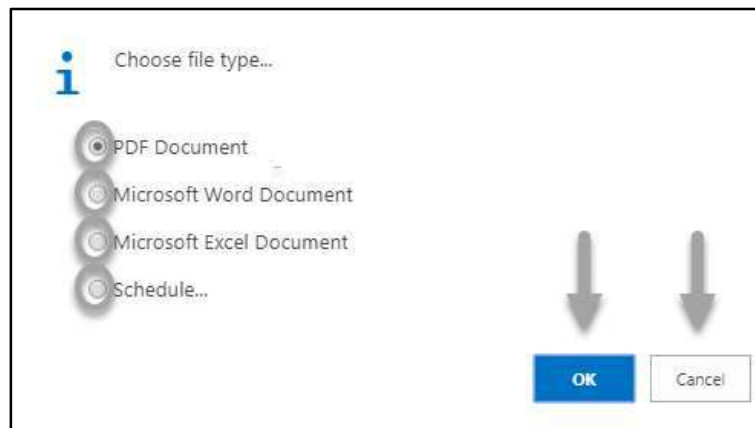 Choose file type...
PDF Document
Microsoft Word Document
Microsoft Excel Document
Schedule...
OK
Cancel